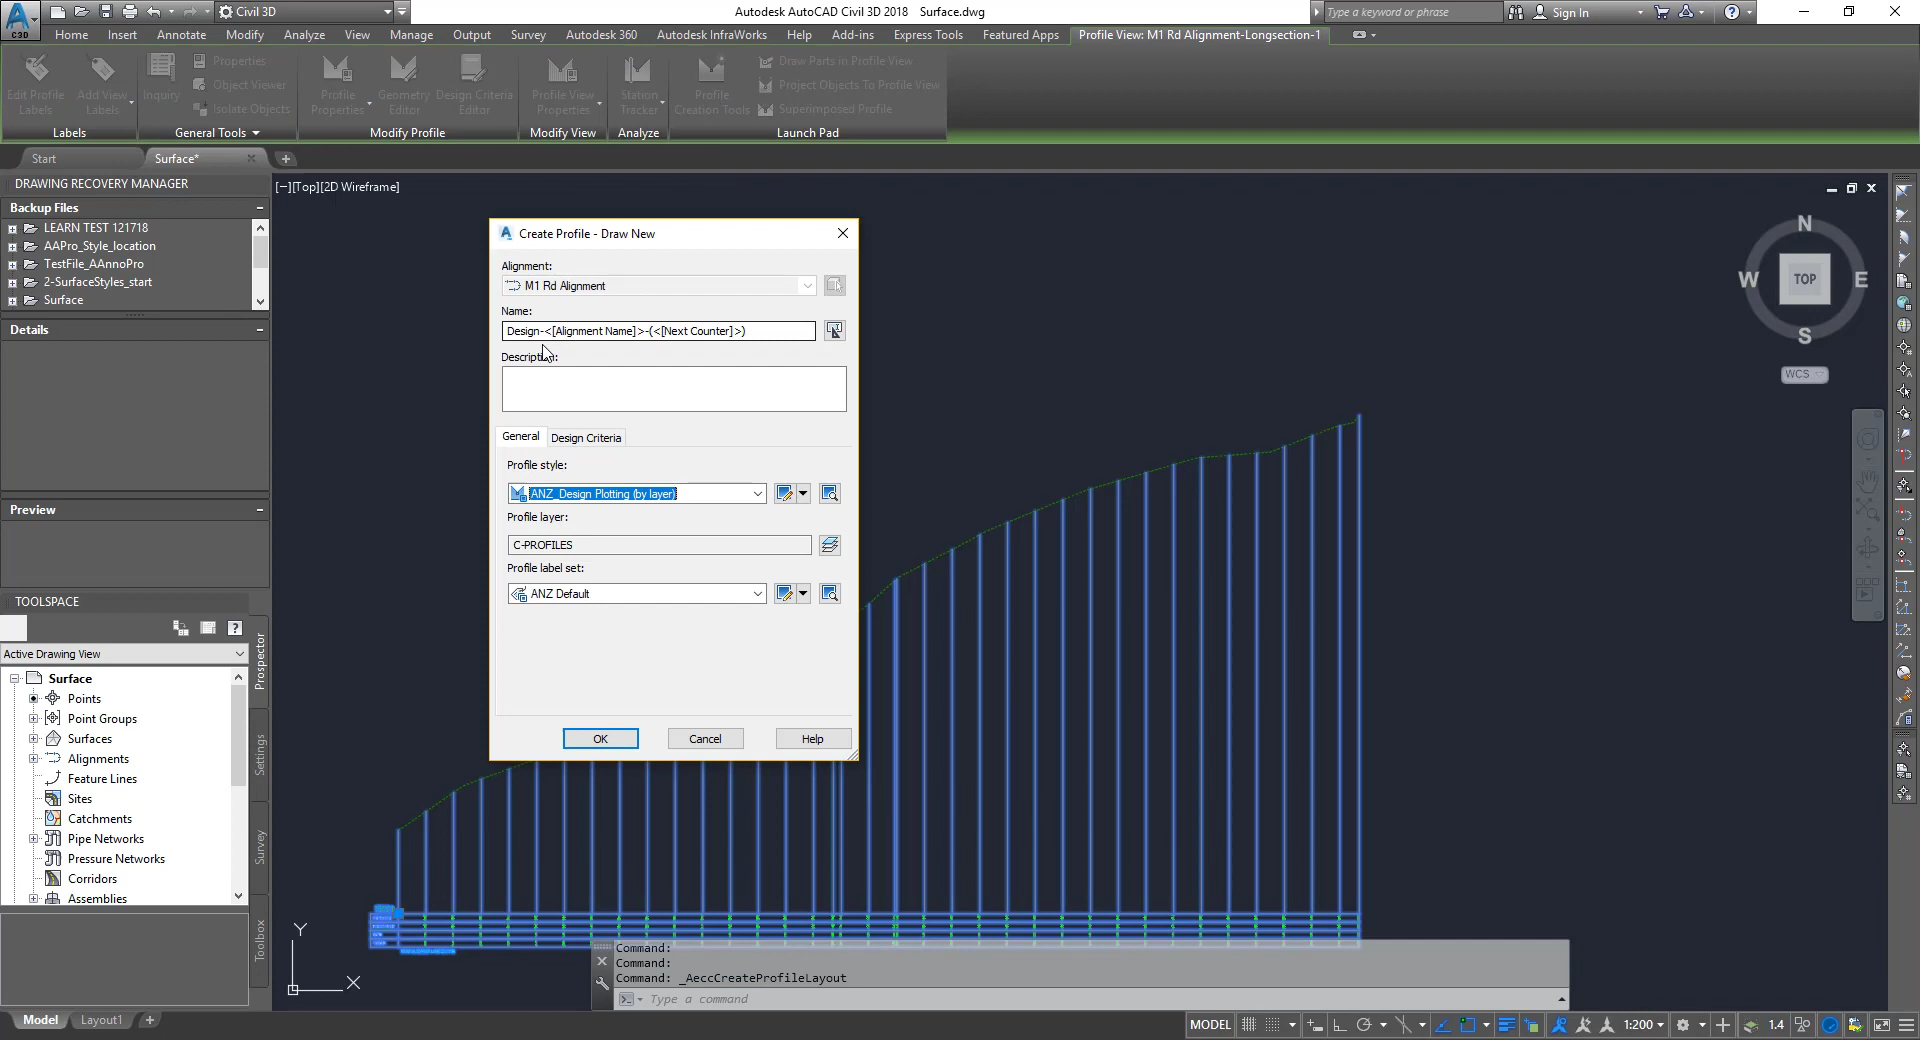 C3D
Civil 3D
Autodesk AutoCAD Civil 3D 2018 Surface.dwg
Type a keyword or phrase
Sign In
Home Insert Annotate Modify Analyze View Manage Output Survey Autodesk 360 Autodesk InfraWorks Help Add-ins Express Tools Featured Apps Profile View: M1 Rd Alignment-Longsection-1
Edit Profile Labels
Add View Labels
Inquiry
Properties
Object Viewer
Isolate Objects
Profile Properties
Geometry Editor
Design Criteria Editor
Profile View Properties
Station Tracker
Profile Creation Tools
Draw Parts in Profile View
Project Objects To Profile View
Superimposed Profile
Labels General Tools Modify Profile Modify View Analyze Launch Pad
Start Surface*
DRAWING RECOVERY MANAGER
Backup Files
LEARN TEST 121718
AAPro_Style_location
TestFile_AAnnoPro
2-SurfaceStyles_start
Surface
Details
Preview
TOOLSPACE
Active Drawing View
Surface
Points
Point Groups
Surfaces
Alignments
Feature Lines
Sites
Catchments
Pipe Networks
Pressure Networks
Corridors
Assemblies
Prospector
Settings
Survey
Toolbox
[−][Top][2D Wireframe]
Create Profile - Draw New
Alignment:
M1 Rd Alignment
Name:
Design-<[Alignment Name]>-(<[Next Counter]>)
Description:
General Design Criteria
Profile style:
ANZ_Design Plotting (by layer)
Profile layer:
C-PROFILES
Profile label set:
ANZ Default
OK Cancel Help
N
W TOP E
S
WCS
Y
X
Command:
Command:
Command: _AeccCreateProfileLayout
Type a command
Model Layout1
MODEL 1:200 1.4